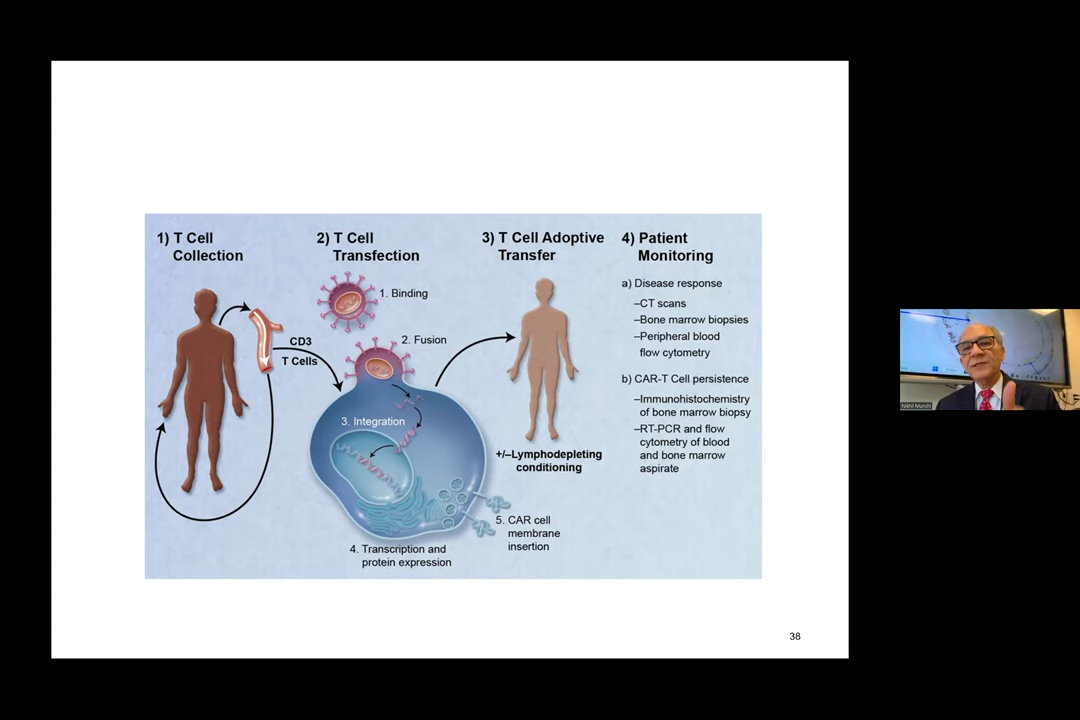 1) T Cell
Collection
CD3
T Cells
2) T Cell
Transfection
1. Binding
2. Fusion
3. Integration
4. Transcription and
protein expression
5. CAR cell
membrane
insertion
3) T Cell Adoptive
Transfer
+/–Lymphodepleting
conditioning
4) Patient
Monitoring
a) Disease response
–CT scans
–Bone marrow biopsies
–Peripheral blood
flow cytometry
b) CAR-T Cell persistence
–Immunohistochemistry
of bone marrow biopsy
–RT-PCR and flow
cytometry of blood
and bone marrow
aspirate
38
Nikhil Munshi